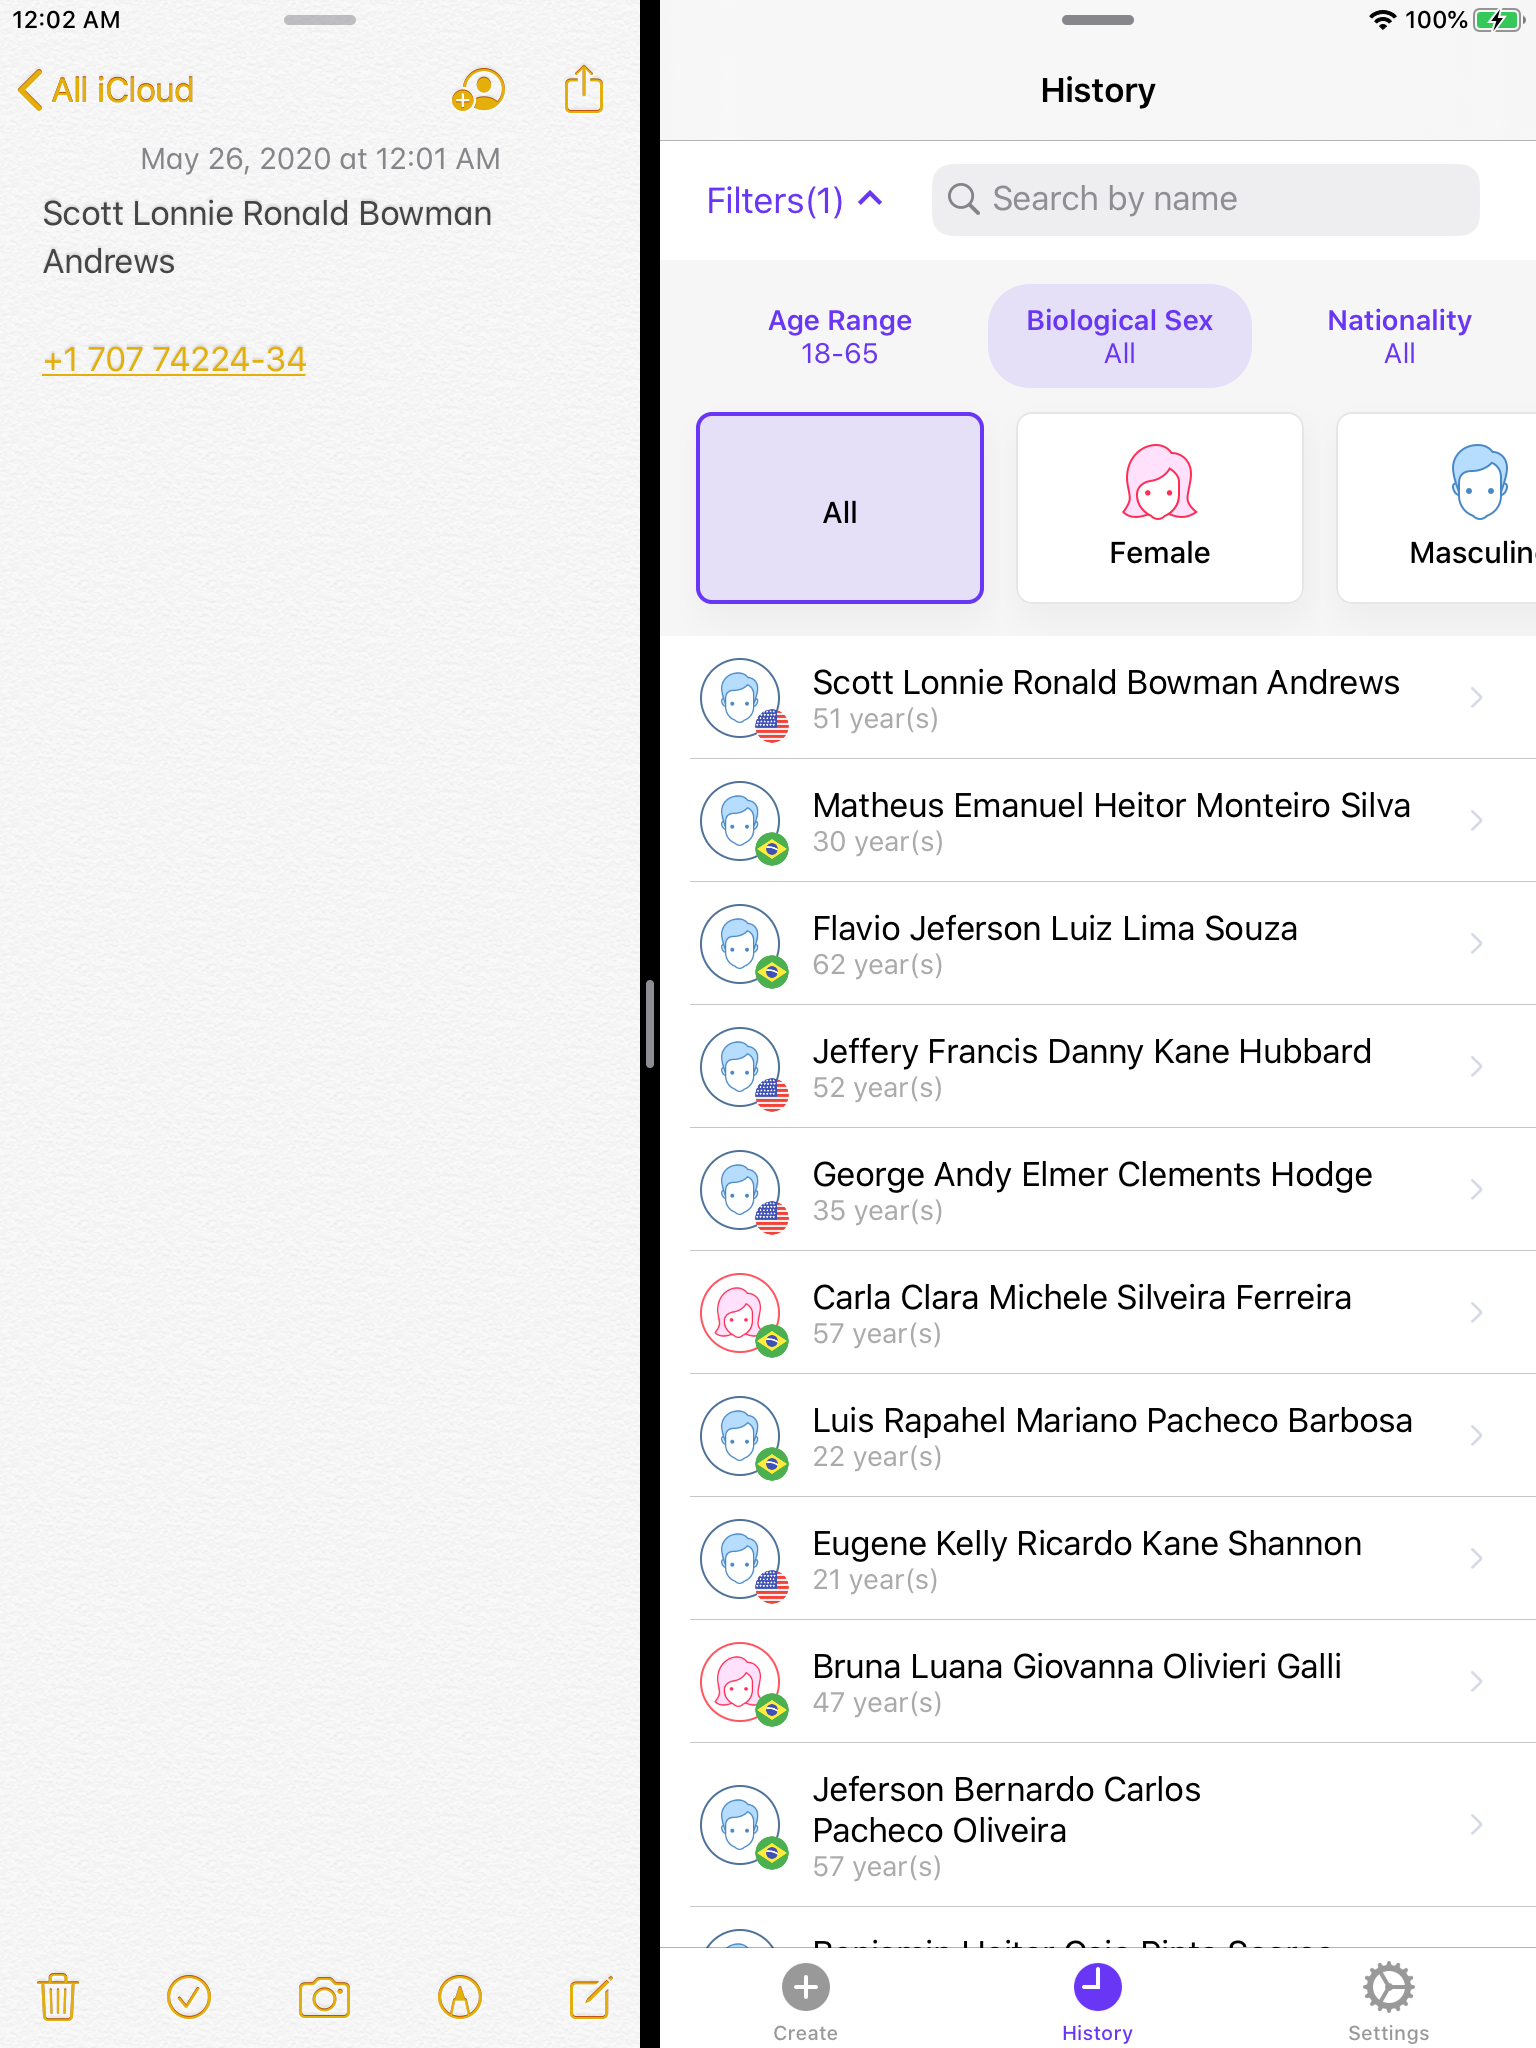 12:02 AM
All iCloud
May 26, 2020 at 12:01 AM
Scott Lonnie Ronald Bowman
Andrews
+1 707 74224-34
100%
History
Filters(1)
Search by name
Age Range
18-65
Biological Sex
All
Nationality
All
All
Female
Masculin
Scott Lonnie Ronald Bowman Andrews
51 year(s)
Matheus Emanuel Heitor Monteiro Silva
30 year(s)
Flavio Jeferson Luiz Lima Souza
62 year(s)
Jeffery Francis Danny Kane Hubbard
52 year(s)
George Andy Elmer Clements Hodge
35 year(s)
Carla Clara Michele Silveira Ferreira
57 year(s)
Luis Rapahel Mariano Pacheco Barbosa
22 year(s)
Eugene Kelly Ricardo Kane Shannon
21 year(s)
Bruna Luana Giovanna Olivieri Galli
47 year(s)
Jeferson Bernardo Carlos
Pacheco Oliveira
57 year(s)
Create
History
Settings